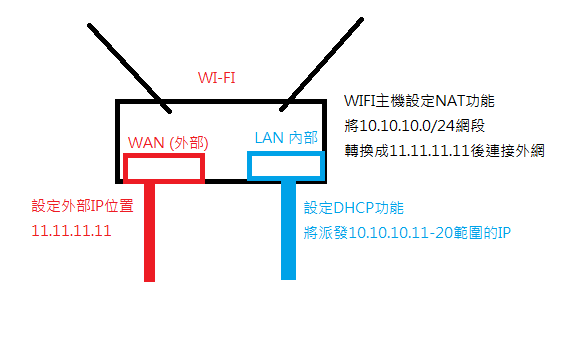 WI-FI
WIFI主機設定NAT功能
將10.10.10.0/24網段
轉換成11.11.11.11後連接外網
WAN (外部)
LAN 內部
設定外部IP位置
11.11.11.11
設定DHCP功能
將派發10.10.10.11-20範圍的IP